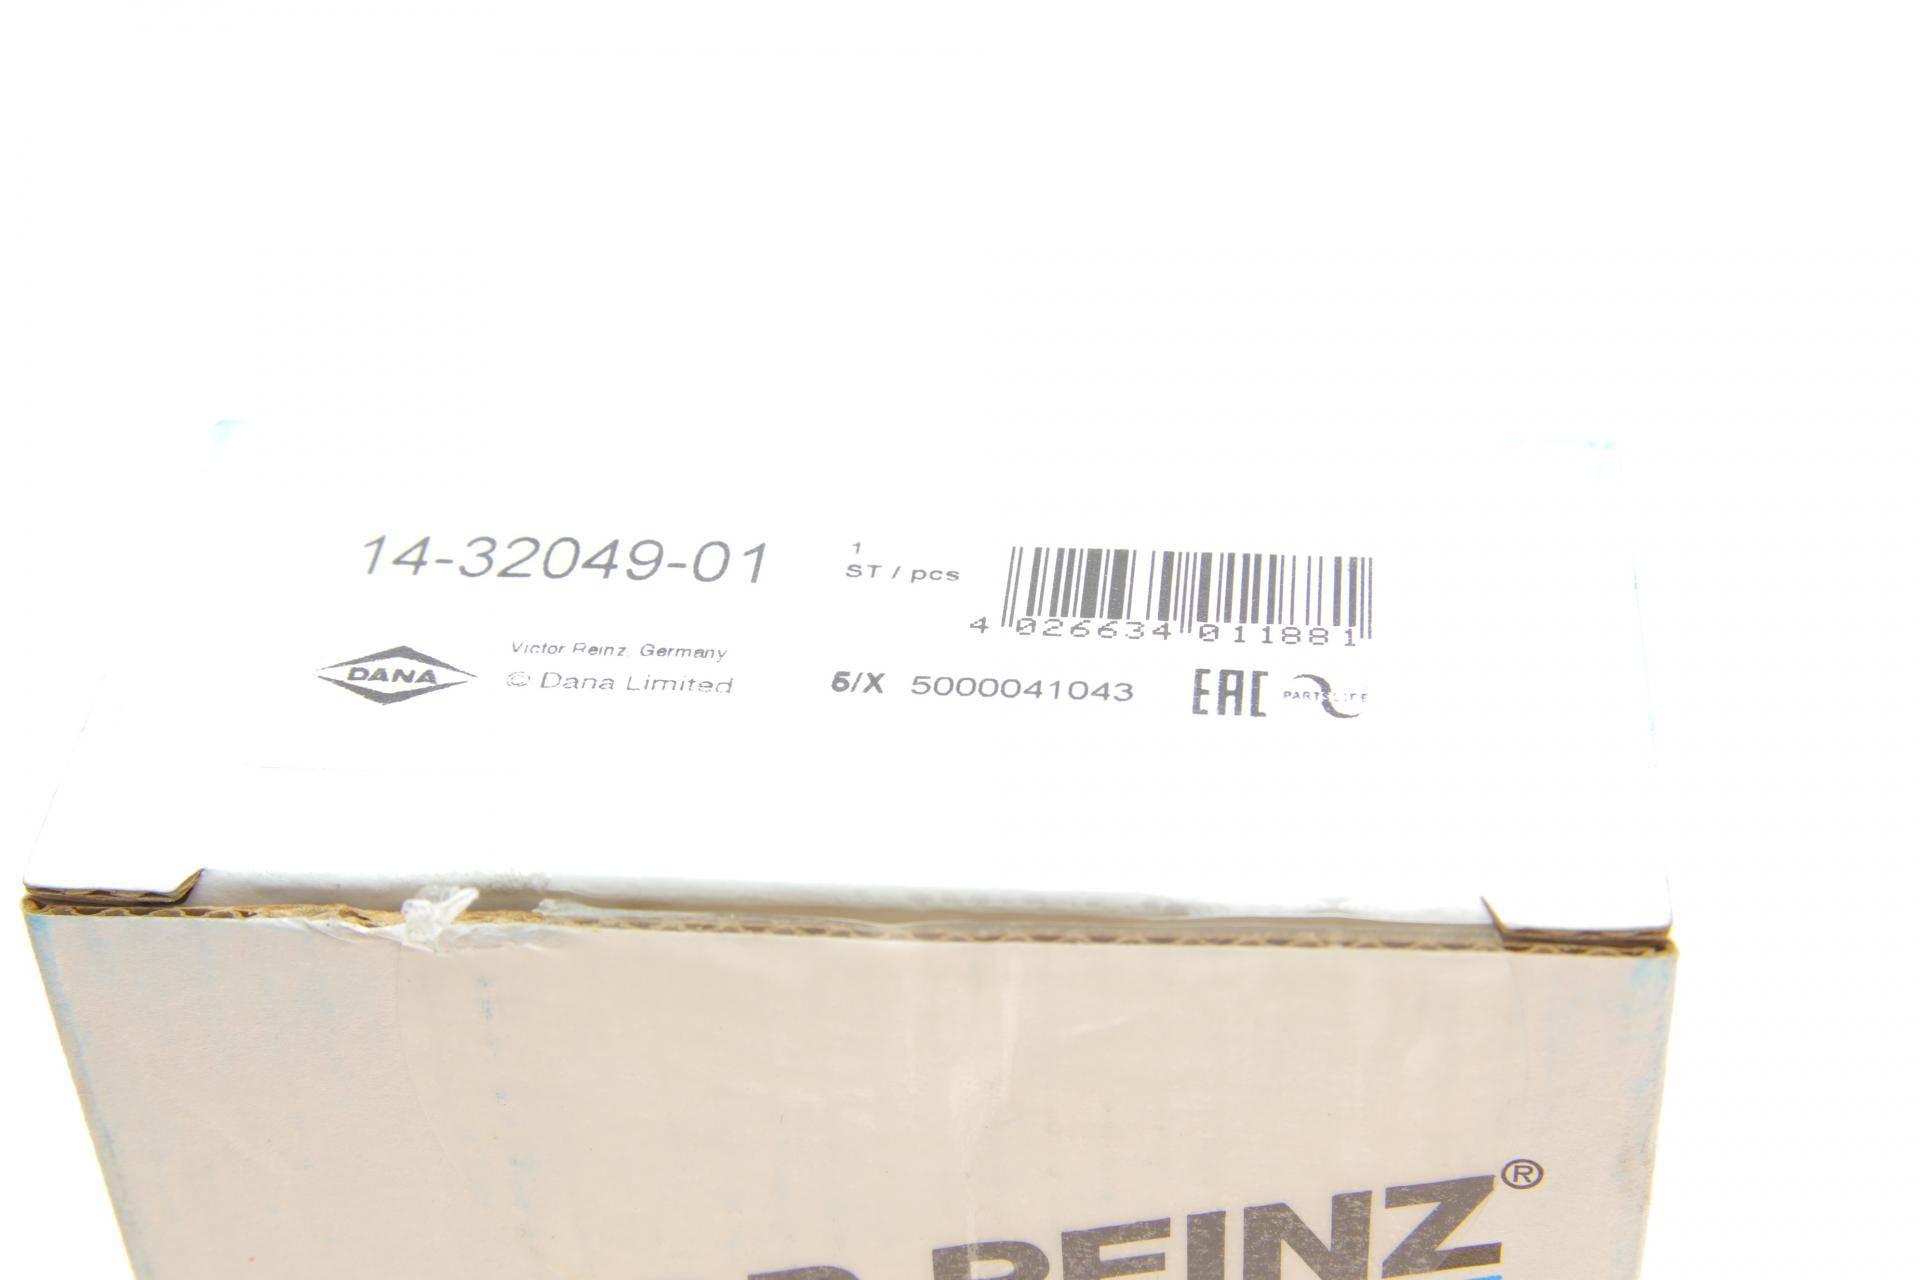 14-32049-01
1
ST / pcs
4 026634 011881
Victor Reinz, Germany
© Dana Limited
DANA
5/X 5000041043
EAC
PARTSLIFE
REINZ®